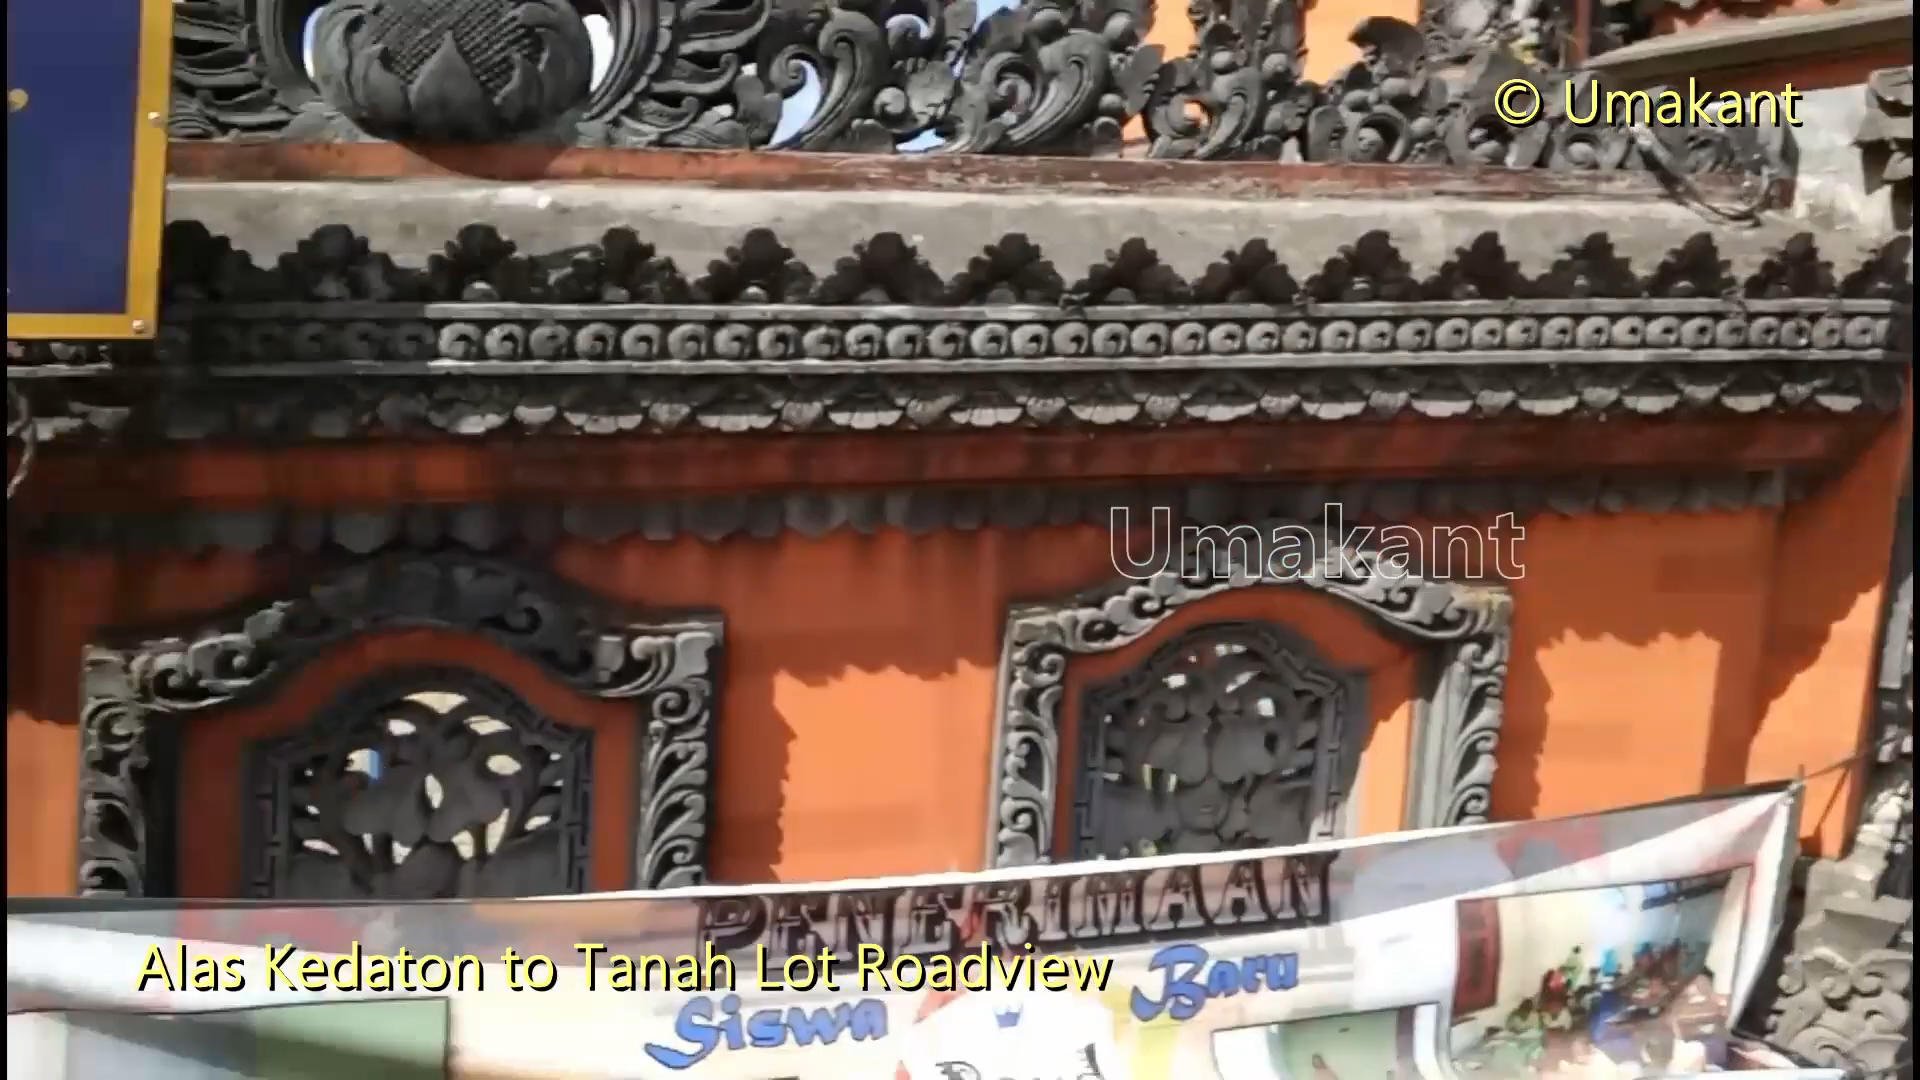 © Umakant
Umakant
PENERIMAAN
Alas Kedaton to Tanah Lot Roadview
Siswa Baru